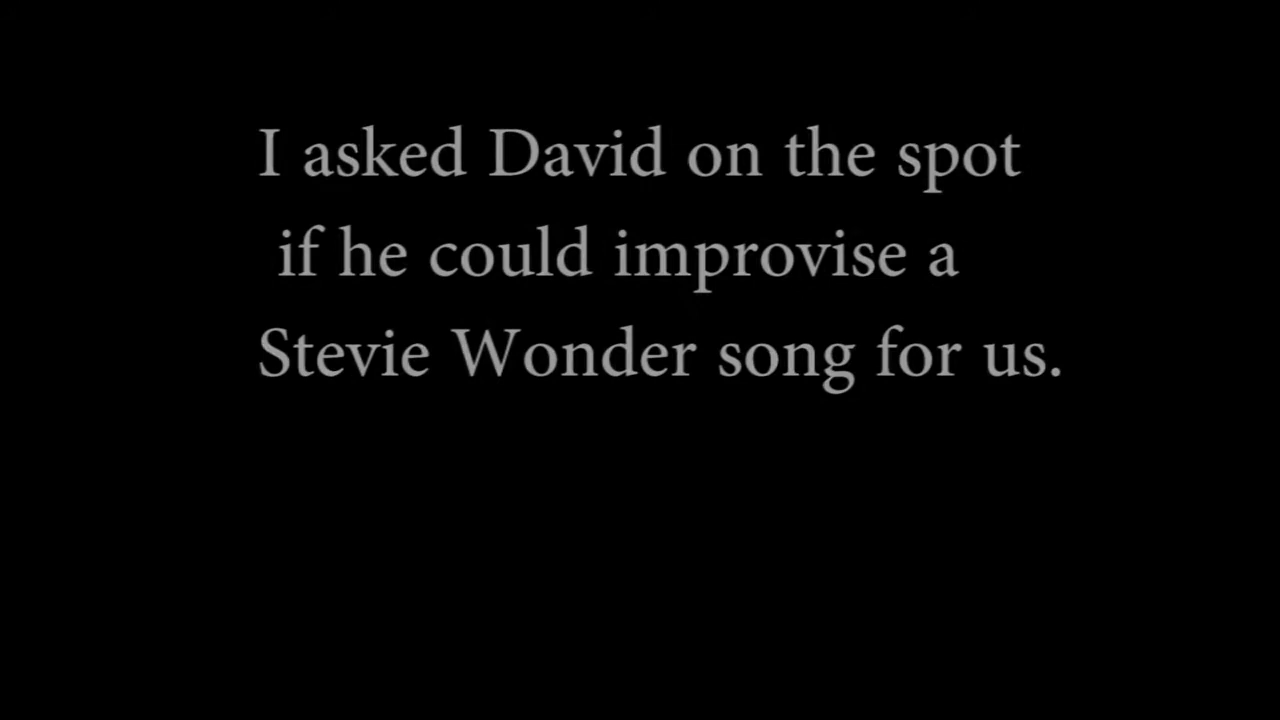 I asked David on the spot
if he could improvise a
Stevie Wonder song for us.